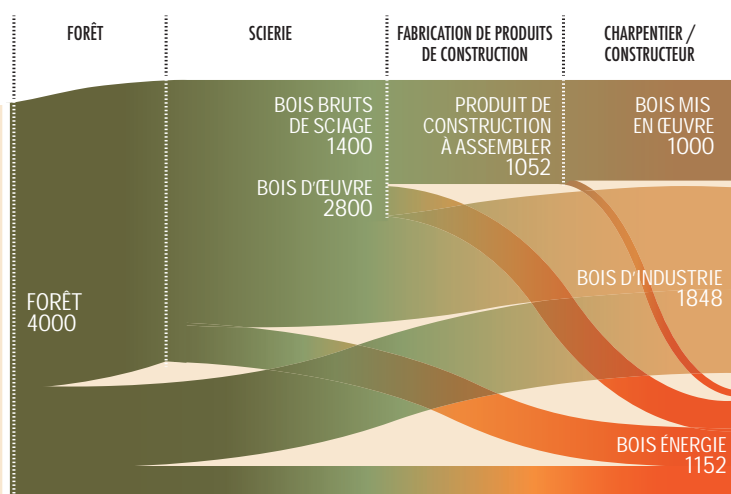 FORÊT
SCIERIE
FABRICATION DE PRODUITS
DE CONSTRUCTION
CHARPENTIER /
CONSTRUCTEUR
BOIS BRUTS
DE SCIAGE
1400
PRODUIT DE
CONSTRUCTION
À ASSEMBLER
1052
BOIS MIS
EN ŒUVRE
1000
BOIS D'ŒUVRE
2800
BOIS D'INDUSTRIE
1848
FORÊT
4000
BOIS ÉNERGIE
1152